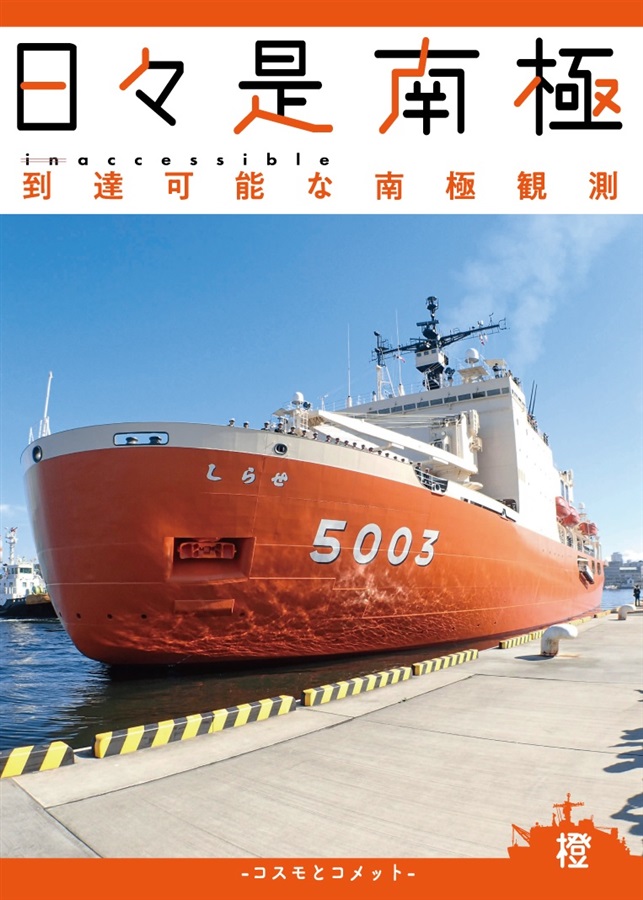 日々是南極
inaccessible
到達可能な南極観測
しらせ
5003
橙
-コスモとコメット-